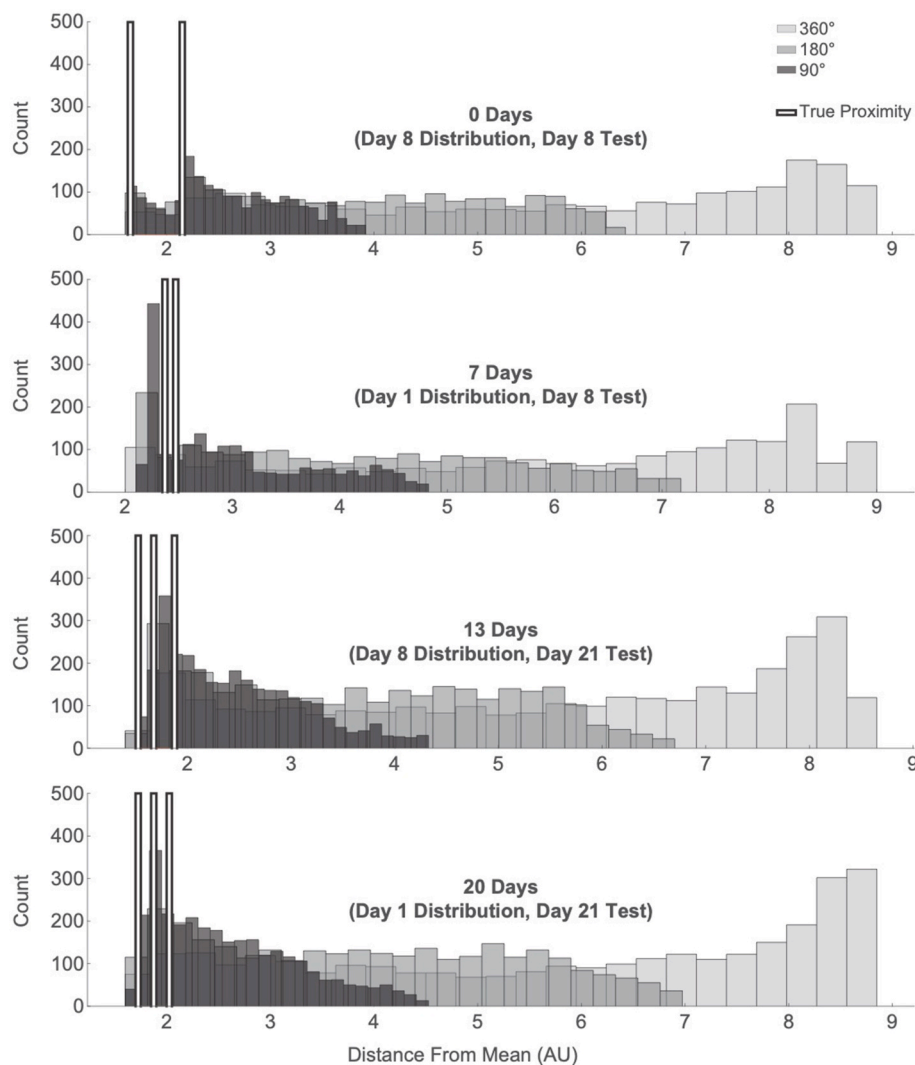 500
400
300
200
100
0
Count
360°
180°
90°
True Proximity
0 Days
(Day 8 Distribution, Day 8 Test)
2 3 4 5 6 7 8 9
500
400
300
200
100
0
Count
7 Days
(Day 1 Distribution, Day 8 Test)
2 3 4 5 6 7 8 9
500
400
300
200
100
0
Count
13 Days
(Day 8 Distribution, Day 21 Test)
2 3 4 5 6 7 8 9
500
400
300
200
100
0
Count
20 Days
(Day 1 Distribution, Day 21 Test)
2 3 4 5 6 7 8 9
Distance From Mean (AU)